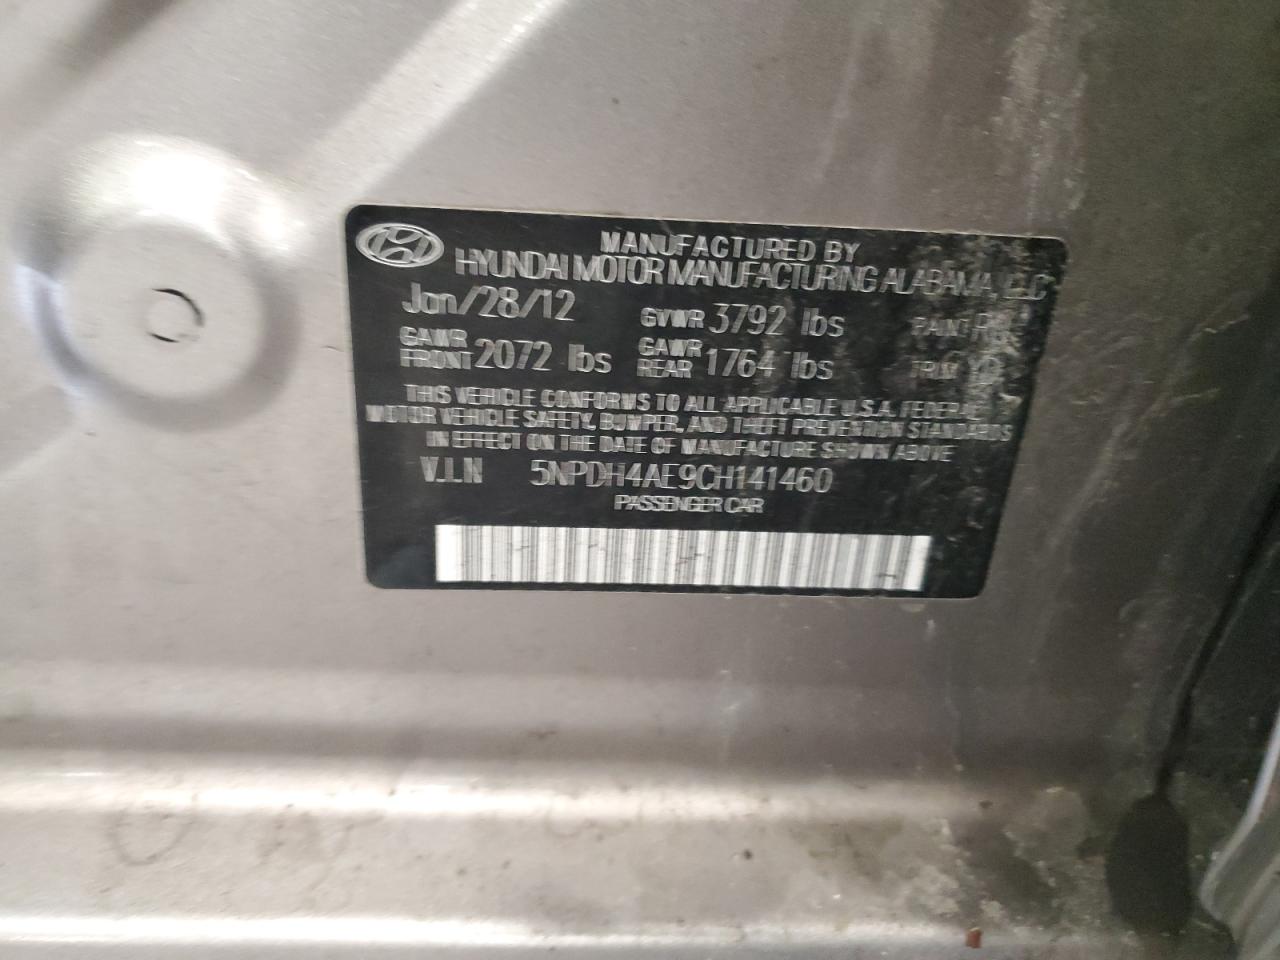 MANUFACTURED BY
HYUNDAI MOTOR MANUFACTURING ALABAMA, LLC
Jan/28/12 GVWR 3792 lbs PAINT
GAWR FRONT 2072 lbs GAWR REAR 1764 lbs TRIM
THIS VEHICLE CONFORMS TO ALL APPLICABLE U.S.A. FEDERAL
MOTOR VEHICLE SAFETY, BUMPER, AND THEFT PREVENTION STANDARDS
IN EFFECT ON THE DATE OF MANUFACTURE SHOWN ABOVE
V.I.N 5NPDH4AE9CH141460
PASSENGER CAR